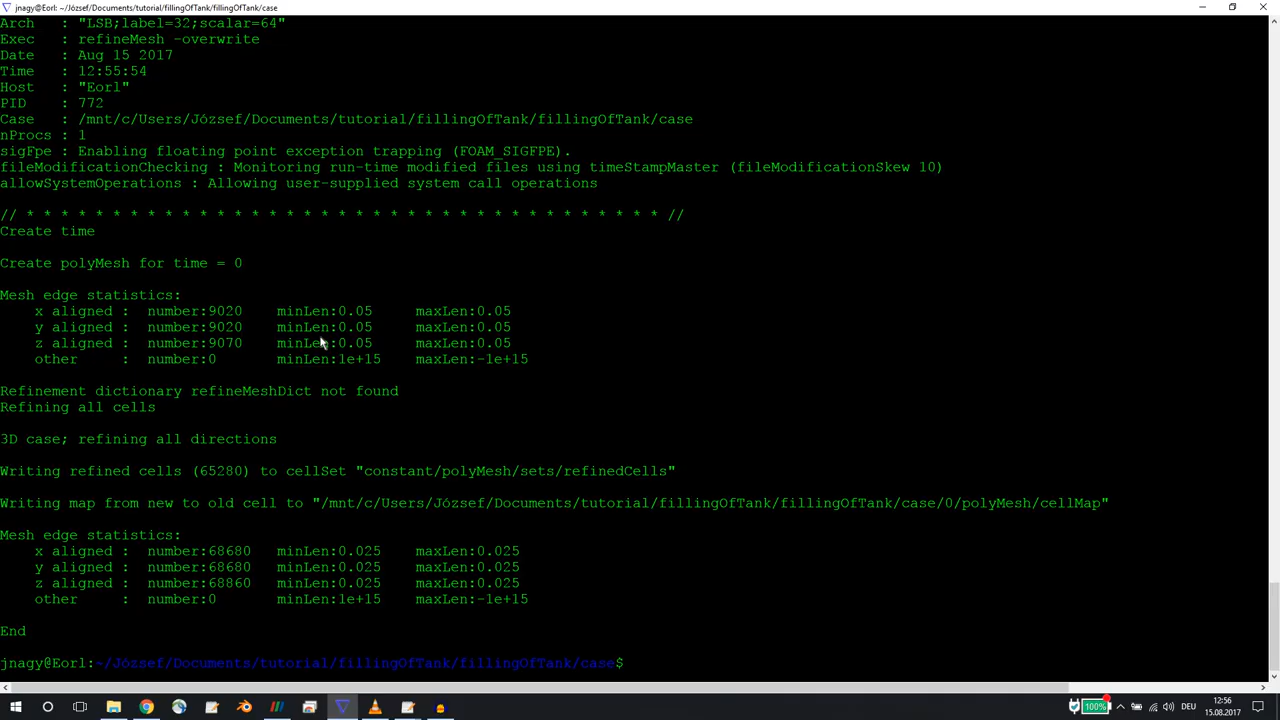 jnagy@Eorl: ~/József/Documents/tutorial/fillingOfTank/fillingOfTank/case
Arch   : "LSB;label=32;scalar=64"
Exec   : refineMesh -overwrite
Date   : Aug 15 2017
Time   : 12:55:54
Host   : "Eorl"
PID    : 772
Case   : /mnt/c/Users/József/Documents/tutorial/fillingOfTank/fillingOfTank/case
nProcs : 1
sigFpe : Enabling floating point exception trapping (FOAM_SIGFPE).
fileModificationChecking : Monitoring run-time modified files using timeStampMaster (fileModificationSkew 10)
allowSystemOperations : Allowing user-supplied system call operations
// * * * * * * * * * * * * * * * * * * * * * * * * * * * * * * * * * * * * * //
Create time
Create polyMesh for time = 0
Mesh edge statistics:
    x aligned :  number:9020    minLen:0.05     maxLen:0.05
    y aligned :  number:9020    minLen:0.05     maxLen:0.05
    z aligned :  number:9070    minLen:0.05     maxLen:0.05
    other     :  number:0       minLen:1e+15    maxLen:-1e+15
Refinement dictionary refineMeshDict not found
Refining all cells
3D case; refining all directions
Writing refined cells (65280) to cellSet "constant/polyMesh/sets/refinedCells"
Writing map from new to old cell to "/mnt/c/Users/József/Documents/tutorial/fillingOfTank/fillingOfTank/case/0/polyMesh/cellMap"
Mesh edge statistics:
    x aligned :  number:68680   minLen:0.025    maxLen:0.025
    y aligned :  number:68680   minLen:0.025    maxLen:0.025
    z aligned :  number:68860   minLen:0.025    maxLen:0.025
    other     :  number:0       minLen:1e+15    maxLen:-1e+15
End
jnagy@Eorl:~/József/Documents/tutorial/fillingOfTank/fillingOfTank/case$
100%
DEU
12:56
15.08.2017